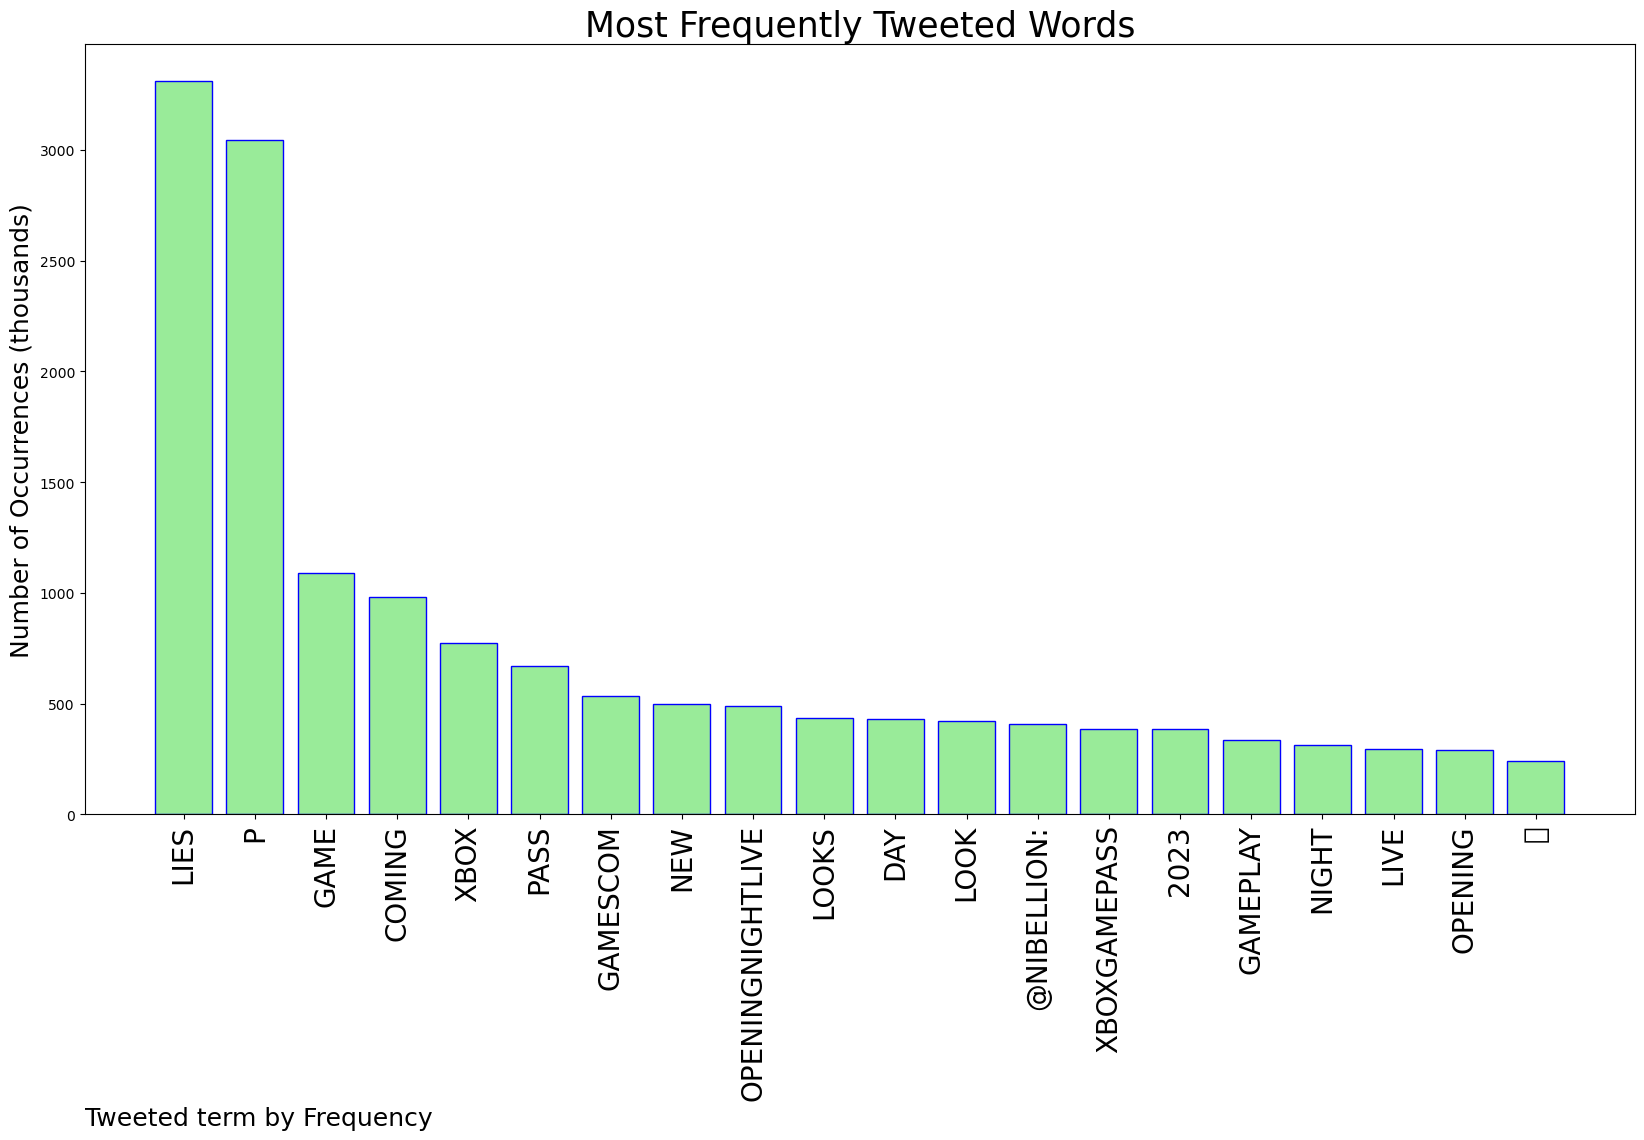 Most Frequently Tweeted Words
Number of Occurrences (thousands)
3000
2500
2000
1500
1000
500
0
LIES
P
GAME
COMING
XBOX
PASS
GAMESCOM
NEW
OPENINGNIGHTLIVE
LOOKS
DAY
LOOK
@NIBELLION:
XBOXGAMEPASS
2023
GAMEPLAY
NIGHT
LIVE
OPENING
Tweeted term by Frequency